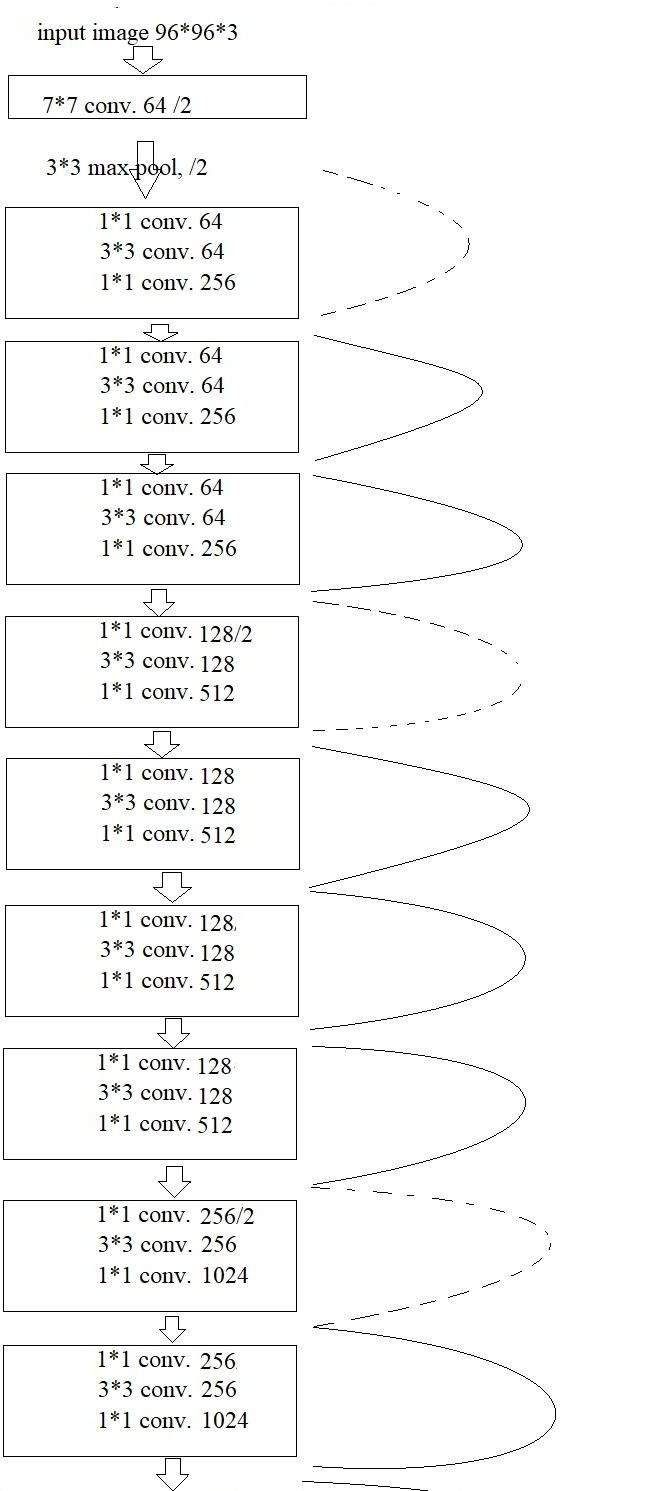 input image 96*96*3
7*7 conv. 64 /2
3*3 max-pool, /2
1*1 conv. 64
3*3 conv. 64
1*1 conv. 256
1*1 conv. 64
3*3 conv. 64
1*1 conv. 256
1*1 conv. 64
3*3 conv. 64
1*1 conv. 256
1*1 conv. 128/2
3*3 conv. 128
1*1 conv. 512
1*1 conv. 128
3*3 conv. 128
1*1 conv. 512
1*1 conv. 128
3*3 conv. 128
1*1 conv. 512
1*1 conv. 128
3*3 conv. 128
1*1 conv. 512
1*1 conv. 256/2
3*3 conv. 256
1*1 conv. 1024
1*1 conv. 256
3*3 conv. 256
1*1 conv. 1024